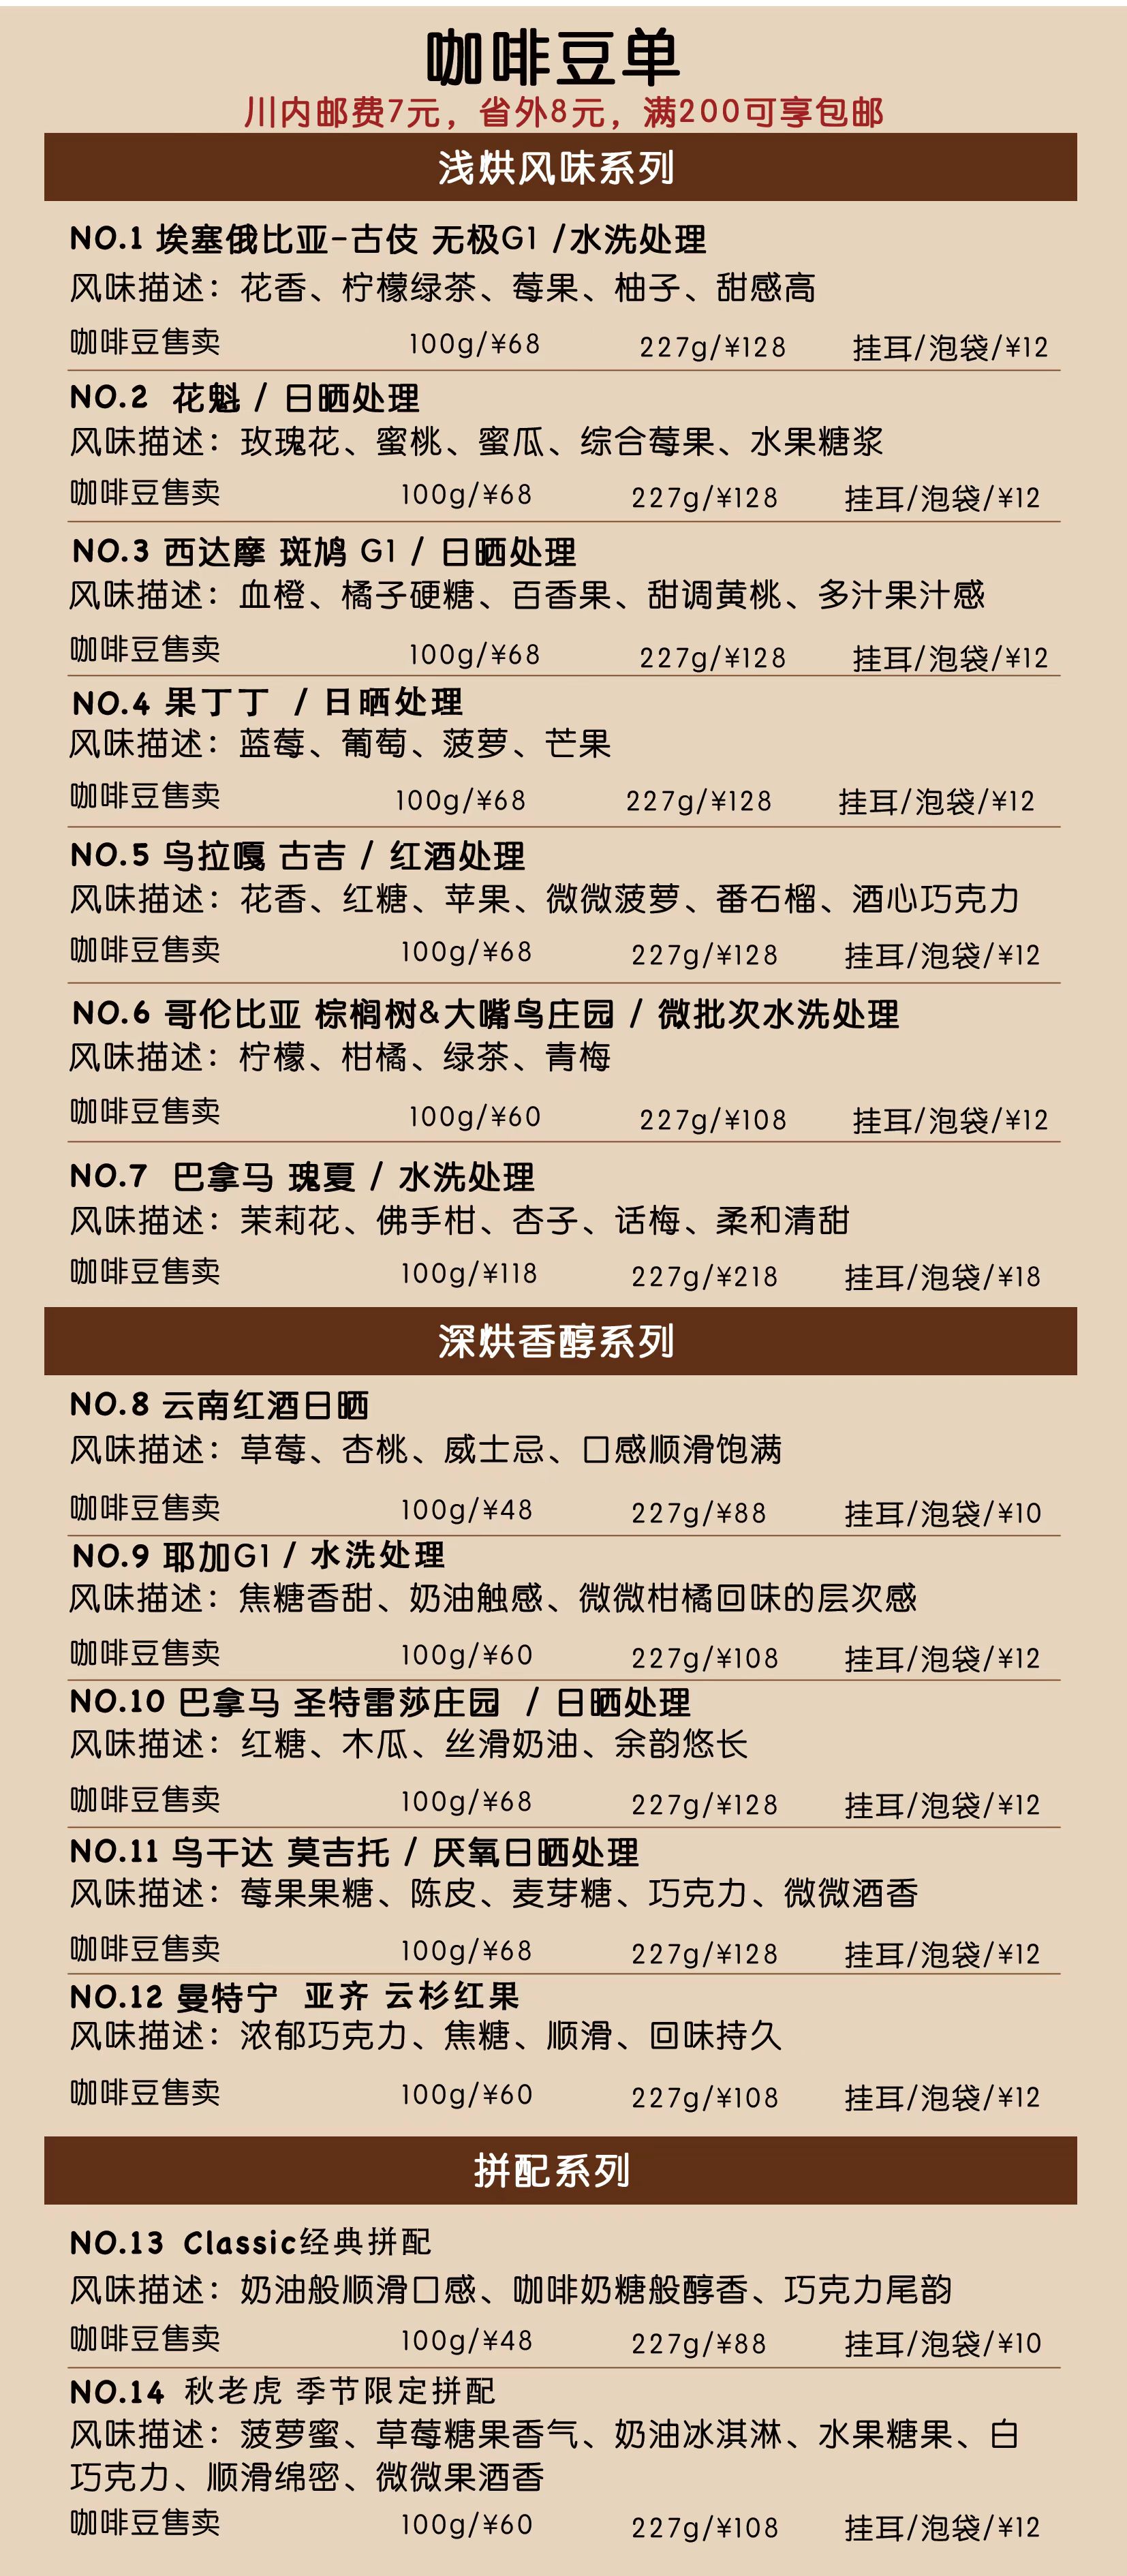 咖啡豆单
川内邮费7元，省外8元，满200可享包邮
浅烘风味系列
NO.1 埃塞俄比亚-古伎 无极G1 /水洗处理
风味描述：花香、柠檬绿茶、莓果、柚子、甜感高
咖啡豆售卖 100g/¥68 227g/¥128 挂耳/泡袋/¥12
NO.2 花魁 / 日晒处理
风味描述：玫瑰花、蜜桃、蜜瓜、综合莓果、水果糖浆
咖啡豆售卖 100g/¥68 227g/¥128 挂耳/泡袋/¥12
NO.3 西达摩 斑鸠 G1 / 日晒处理
风味描述：血橙、橘子硬糖、百香果、甜调黄桃、多汁果汁感
咖啡豆售卖 100g/¥68 227g/¥128 挂耳/泡袋/¥12
NO.4 果丁丁 / 日晒处理
风味描述：蓝莓、葡萄、菠萝、芒果
咖啡豆售卖 100g/¥68 227g/¥128 挂耳/泡袋/¥12
NO.5 乌拉嘎 古吉 / 红酒处理
风味描述：花香、红糖、苹果、微微菠萝、番石榴、酒心巧克力
咖啡豆售卖 100g/¥68 227g/¥128 挂耳/泡袋/¥12
NO.6 哥伦比亚 棕榈树&大嘴鸟庄园 / 微批次水洗处理
风味描述：柠檬、柑橘、绿茶、青梅
咖啡豆售卖 100g/¥60 227g/¥108 挂耳/泡袋/¥12
NO.7 巴拿马 瑰夏 / 水洗处理
风味描述：茉莉花、佛手柑、杏子、话梅、柔和清甜
咖啡豆售卖 100g/¥118 227g/¥218 挂耳/泡袋/¥18
深烘香醇系列
NO.8 云南红酒日晒
风味描述：草莓、杏桃、威士忌、口感顺滑饱满
咖啡豆售卖 100g/¥48 227g/¥88 挂耳/泡袋/¥10
NO.9 耶加G1 / 水洗处理
风味描述：焦糖香甜、奶油触感、微微柑橘回味的层次感
咖啡豆售卖 100g/¥60 227g/¥108 挂耳/泡袋/¥12
NO.10 巴拿马 圣特雷莎庄园 / 日晒处理
风味描述：红糖、木瓜、丝滑奶油、余韵悠长
咖啡豆售卖 100g/¥68 227g/¥128 挂耳/泡袋/¥12
NO.11 乌干达 莫吉托 / 厌氧日晒处理
风味描述：莓果果糖、陈皮、麦芽糖、巧克力、微微酒香
咖啡豆售卖 100g/¥68 227g/¥128 挂耳/泡袋/¥12
NO.12 曼特宁 亚齐 云杉红果
风味描述：浓郁巧克力、焦糖、顺滑、回味持久
咖啡豆售卖 100g/¥60 227g/¥108 挂耳/泡袋/¥12
拼配系列
NO.13 Classic经典拼配
风味描述：奶油般顺滑口感、咖啡奶糖般醇香、巧克力尾韵
咖啡豆售卖 100g/¥48 227g/¥88 挂耳/泡袋/¥10
NO.14 秋老虎 季节限定拼配
风味描述：菠萝蜜、草莓糖果香气、奶油冰淇淋、水果糖果、白
巧克力、顺滑绵密、微微果酒香
咖啡豆售卖 100g/¥60 227g/¥108 挂耳/泡袋/¥12